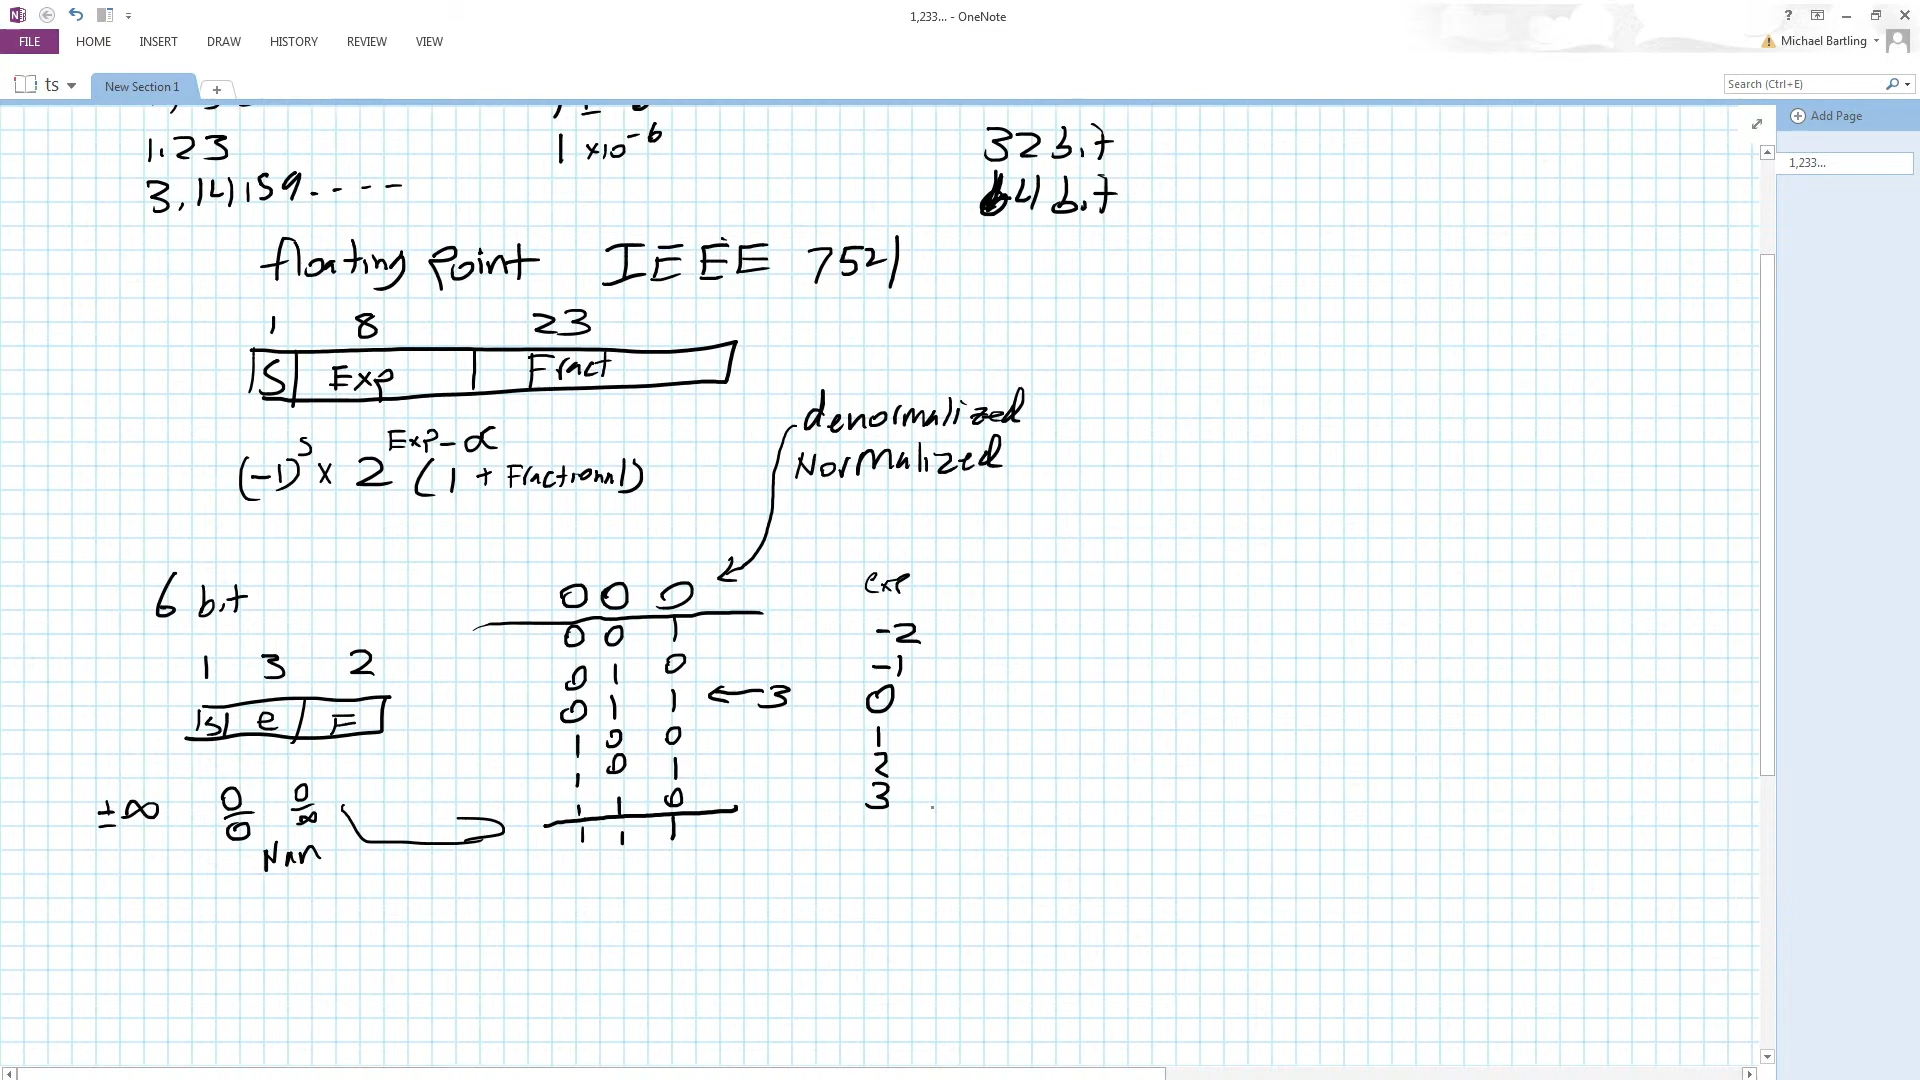 1,233... - OneNote
FILE HOME INSERT DRAW HISTORY REVIEW VIEW
Michael Bartling
ts New Section 1
Search (Ctrl+E)
Add Page
1,233...
1.23
1 x10^-6
32 bit
3.14159.----
64 bit
floating point IEEE 754
1 8 23
S Exp Fract
denormalized
Normalized
(-1)^S x 2^Exp-α (1 + Fractional)
6 bit
0 0 0
exp
0 0 1 -2
1 3 2
0 1 0 -1
S e F
0 1 1 ←3 0
1 0 0 1
1 0 1 2
±∞ 0/0 0/∞
1 1 0 3
NaN
1 1 1